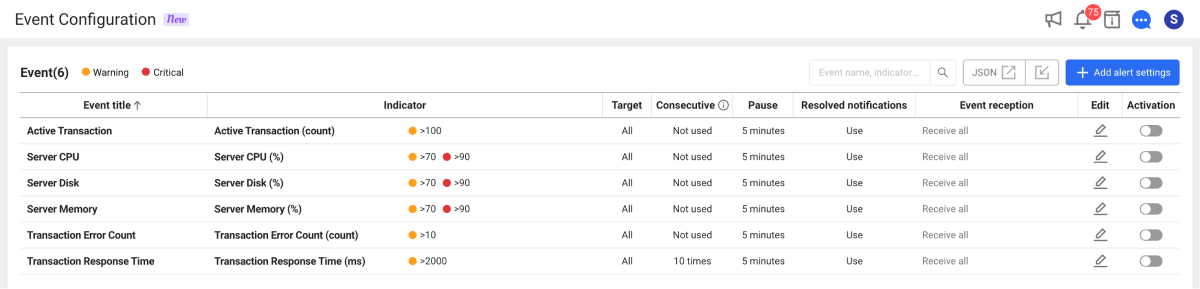 Event Configuration New
75
S
Event(6) Warning Critical
Event name, Indicator...
JSON
Add alert settings
Event title Indicator Target Consecutive Pause Resolved notifications Event reception Edit Activation
Active Transaction Active Transaction (count) >100 All Not used 5 minutes Use Receive all
Server CPU Server CPU (%) >70 >90 All Not used 5 minutes Use Receive all
Server Disk Server Disk (%) >70 >90 All Not used 5 minutes Use Receive all
Server Memory Server Memory (%) >70 >90 All Not used 5 minutes Use Receive all
Transaction Error Count Transaction Error Count (count) >10 All Not used 5 minutes Use Receive all
Transaction Response Time Transaction Response Time (ms) >2000 All 10 times 5 minutes Use Receive all